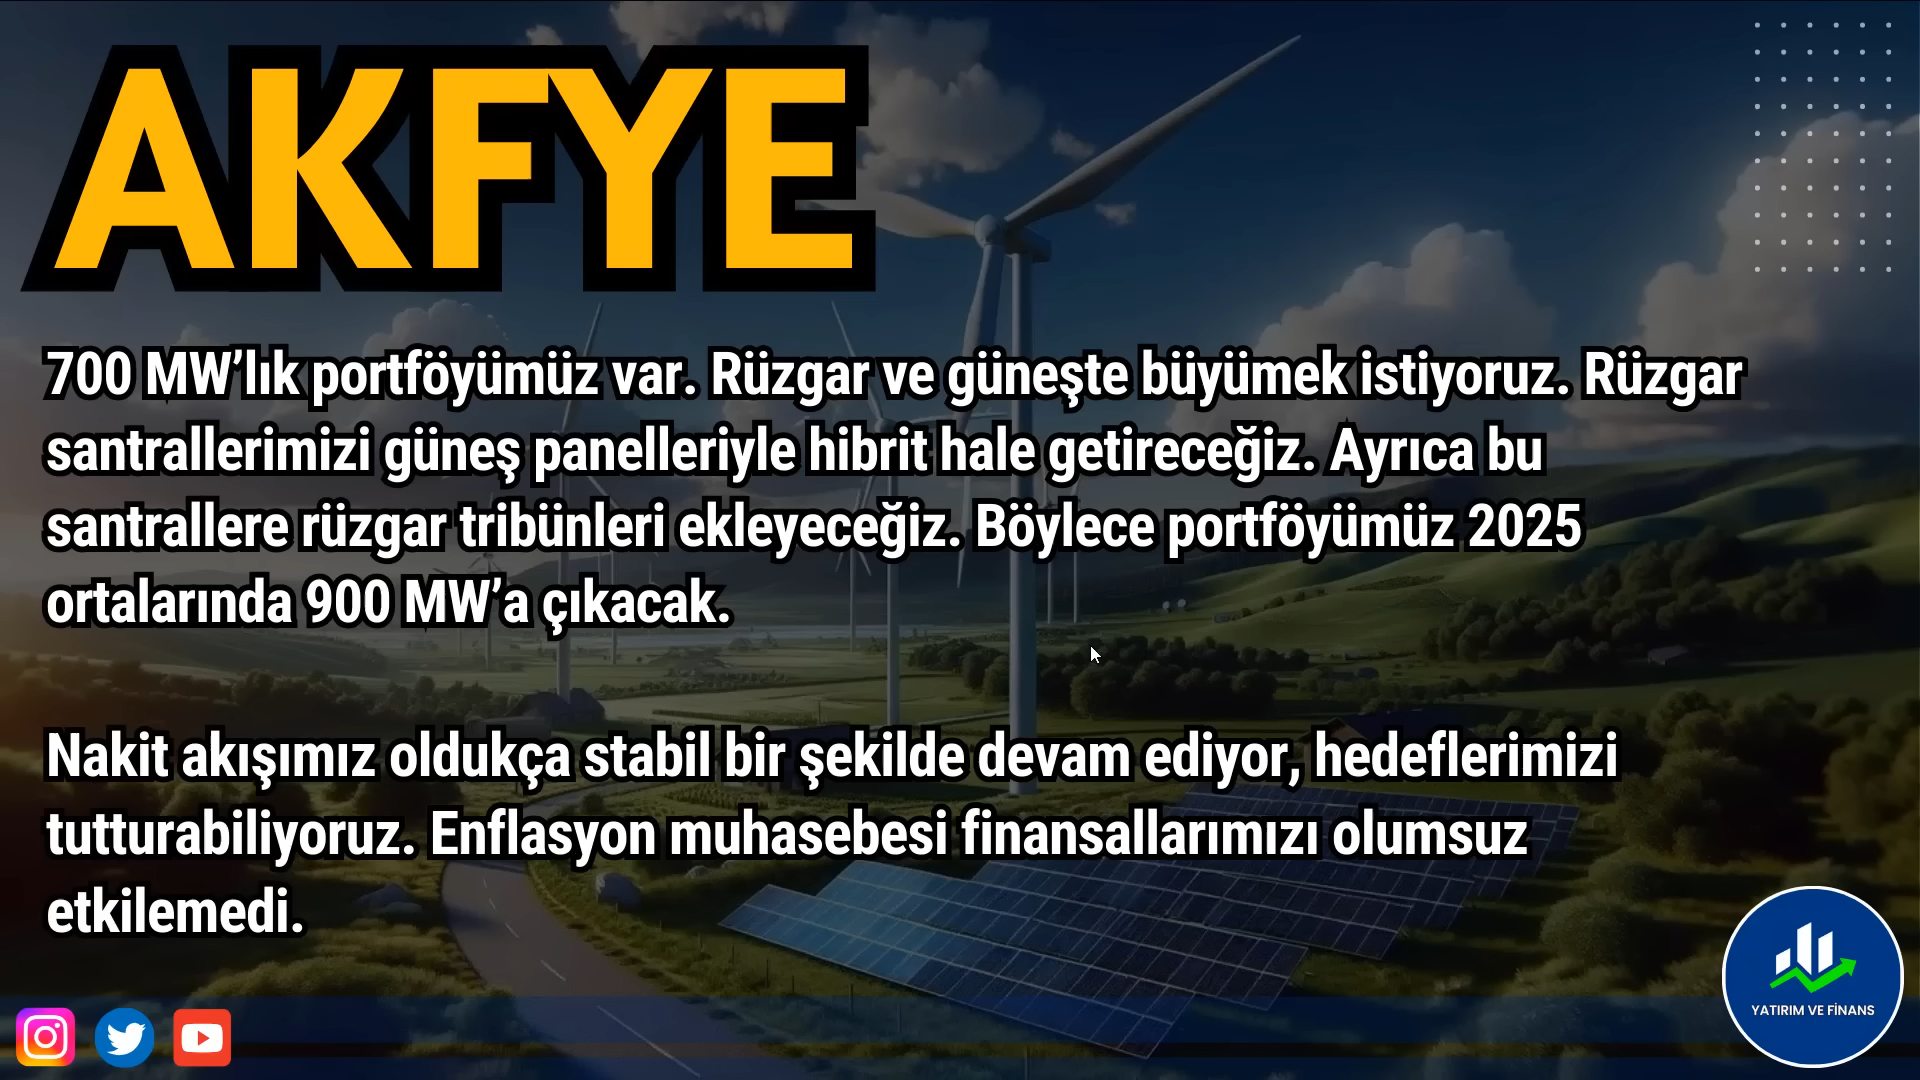 AKFYE
700 MW’lık portföyümüz var. Rüzgar ve güneşte büyümek istiyoruz. Rüzgar
santrallerimizi güneş panelleriyle hibrit hale getireceğiz. Ayrıca bu
santrallere rüzgar tribünleri ekleyeceğiz. Böylece portföyümüz 2025
ortalarında 900 MW’a çıkacak.
Nakit akışımız oldukça stabil bir şekilde devam ediyor, hedeflerimizi
tutturabiliyoruz. Enflasyon muhasebesi finansallarımızı olumsuz
etkilemedi.
YATIRIM VE FİNANS